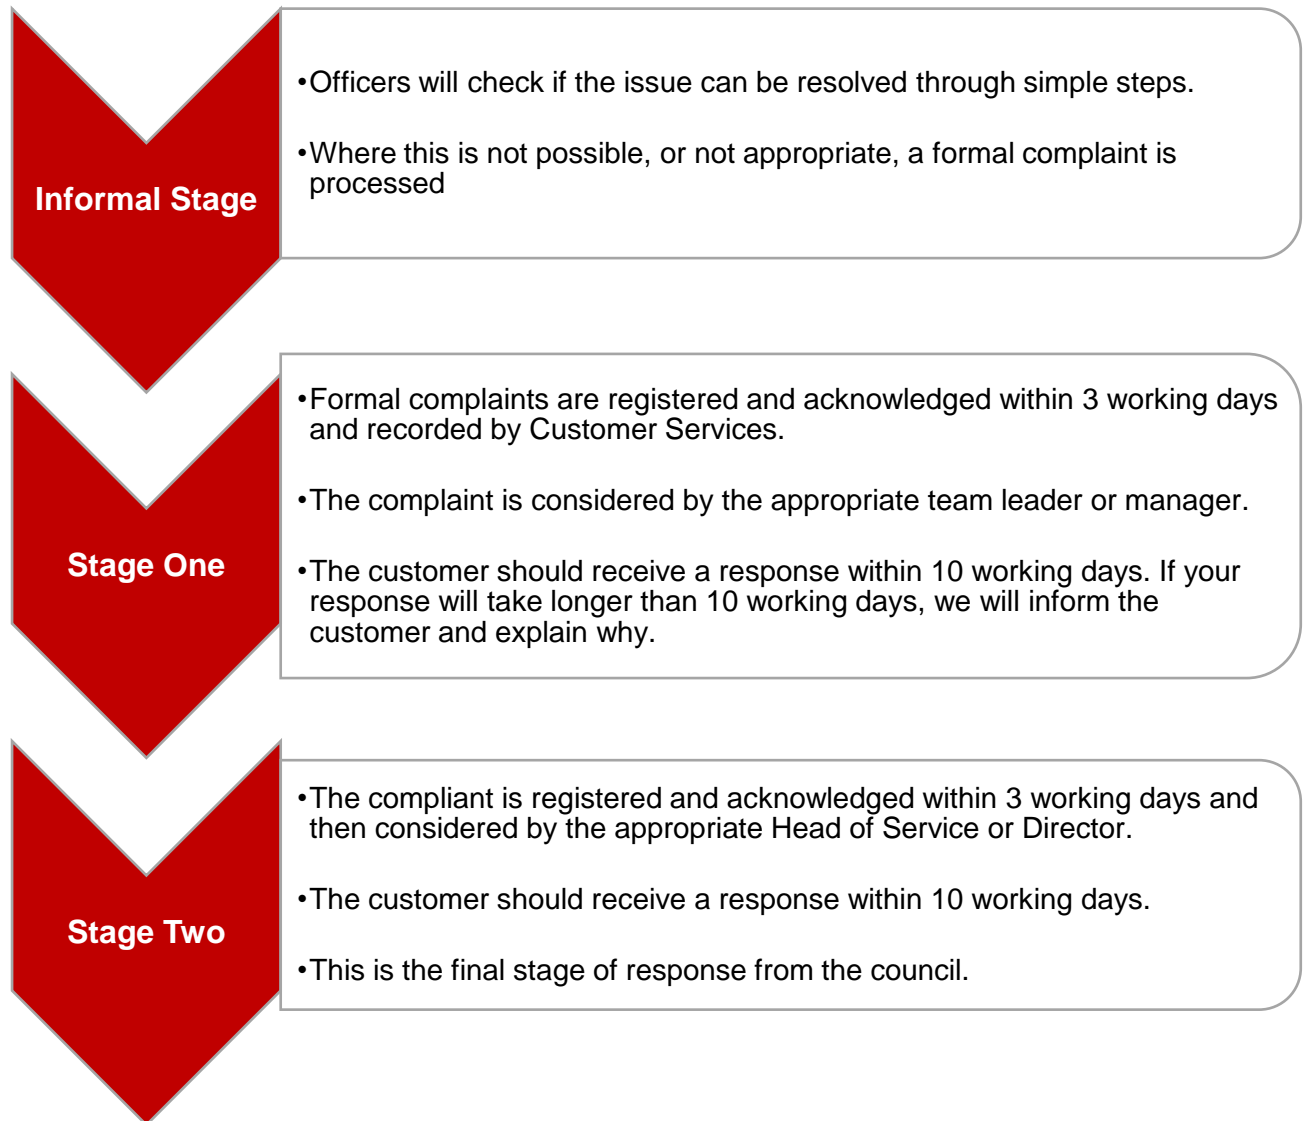 Informal Stage
•Officers will check if the issue can be resolved through simple steps.
•Where this is not possible, or not appropriate, a formal complaint is
processed
Stage One
•Formal complaints are registered and acknowledged within 3 working days
and recorded by Customer Services.
•The complaint is considered by the appropriate team leader or manager.
•The customer should receive a response within 10 working days. If your
response will take longer than 10 working days, we will inform the
customer and explain why.
Stage Two
•The compliant is registered and acknowledged within 3 working days and
then considered by the appropriate Head of Service or Director.
•The customer should receive a response within 10 working days.
•This is the final stage of response from the council.